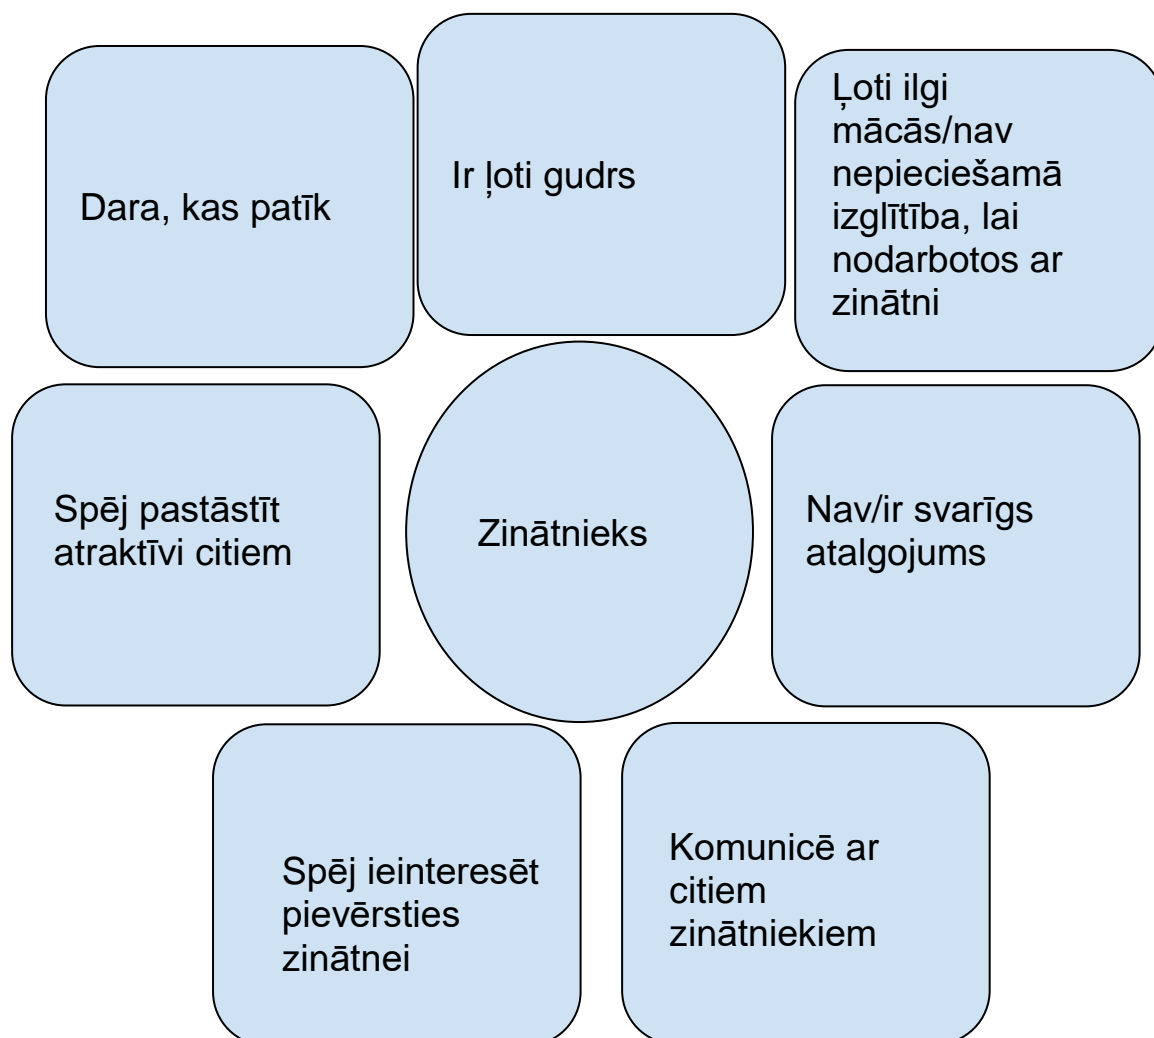 Dara, kas patīk
Ir ļoti gudrs
Ļoti ilgi
mācās/nav
nepieciešamā
izglītība, lai
nodarbotos ar
zinātni
Spēj pastāstīt
atraktīvi citiem
Zinātnieks
Nav/ir svarīgs
atalgojums
Spēj ieinteresēt
pievērsties
zinātnei
Komunicē ar
citiem
zinātniekiem